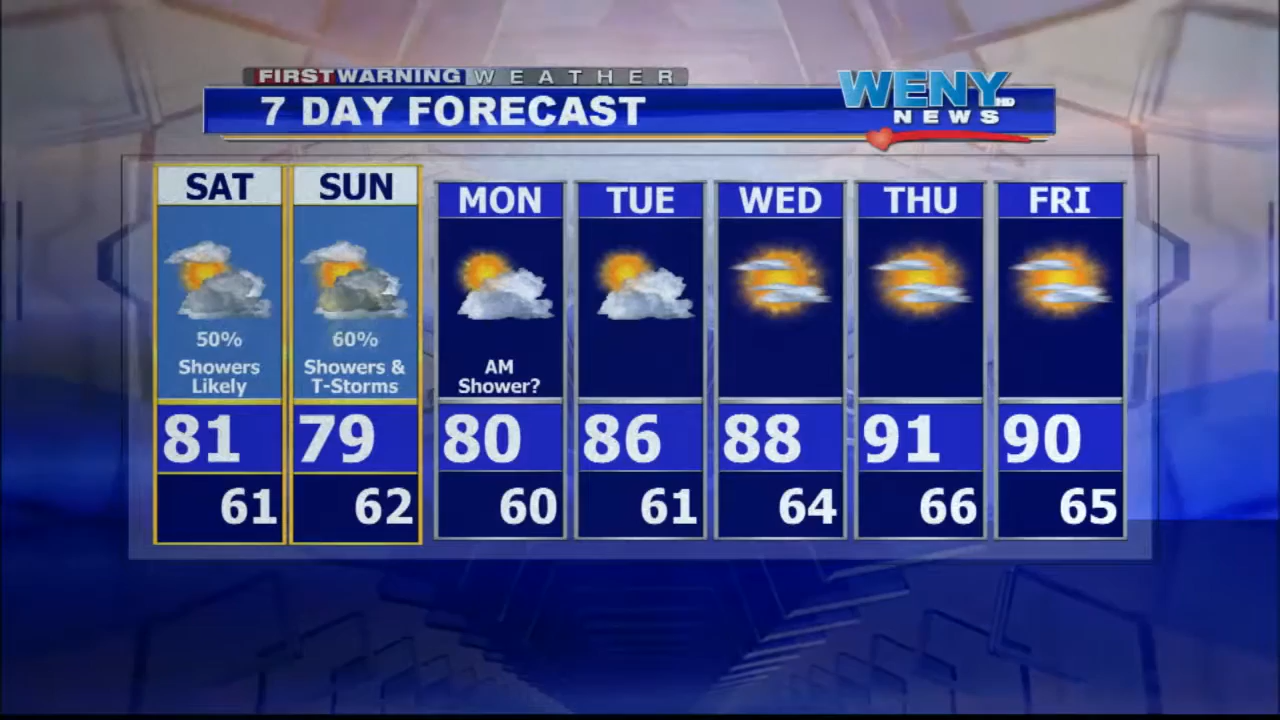 FIRST WARNING WEATHER
7 DAY FORECAST
WENY HD
NEWS
SAT
SUN
MON
TUE
WED
THU
FRI
50%
Showers
Likely
60%
Showers &
T-Storms
AM
Shower?
81
79
80
86
88
91
90
61
62
60
61
64
66
65